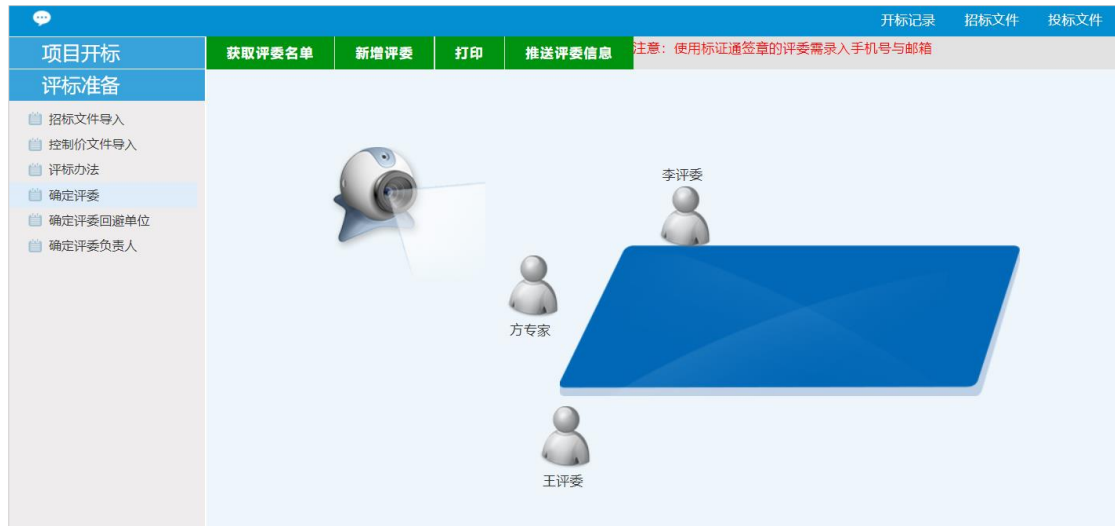 开标记录 招标文件 投标文件
项目开标
获取评委名单 新增评委 打印 推送评委信息 注意：使用标证通签章的评委需录入手机号与邮箱
评标准备
招标文件导入
控制价文件导入
评标办法
确定评委
确定评委回避单位
确定评委负责人
李评委
方专家
王评委